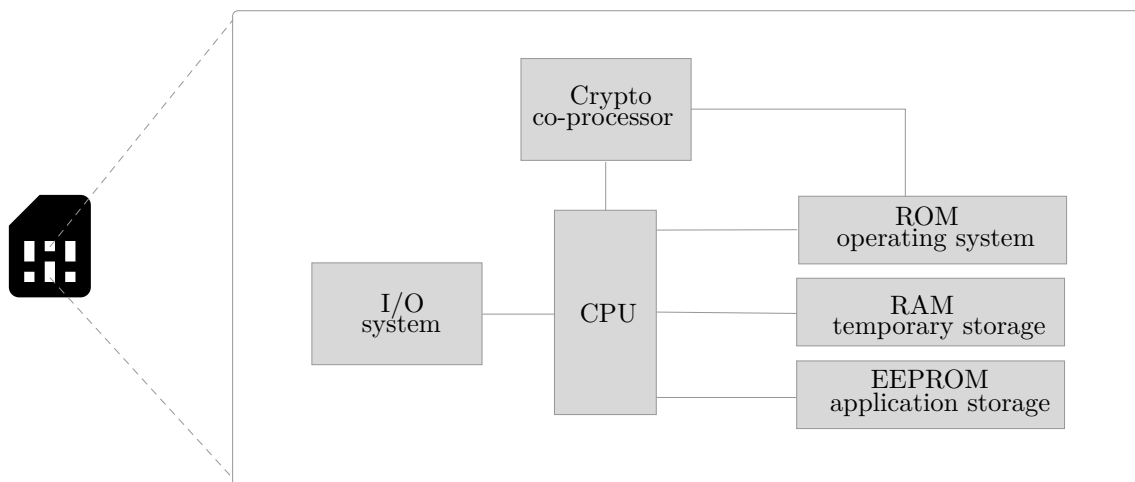 Crypto
co-processor
ROM
operating system
I/O
system
CPU
RAM
temporary storage
EEPROM
application storage